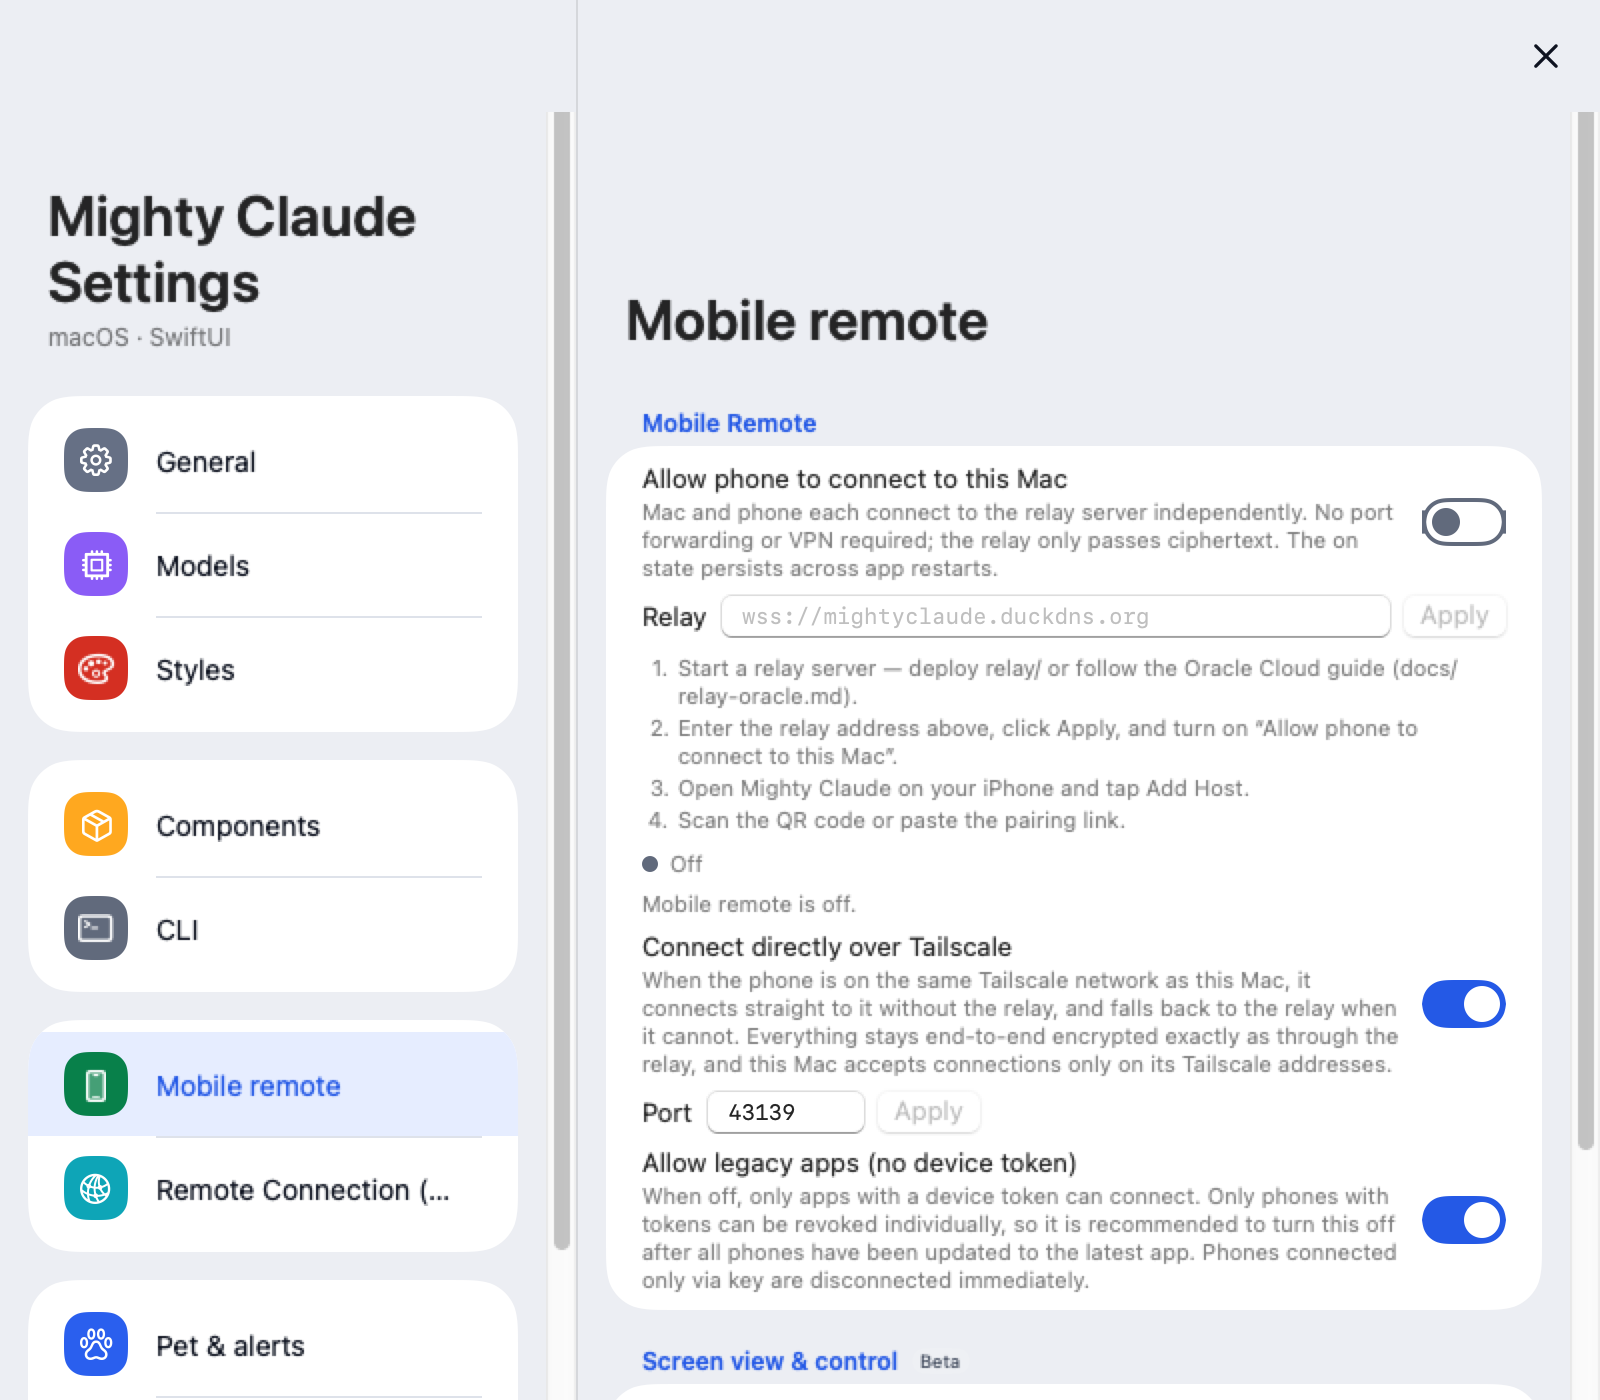 Mighty Claude
Settings
macOS · SwiftUI
General
Models
Styles
Components
CLI
Mobile remote
Remote Connection (...
Pet & alerts
Mobile remote
Mobile Remote
Allow phone to connect to this Mac
Mac and phone each connect to the relay server independently. No port
forwarding or VPN required; the relay only passes ciphertext. The on
state persists across app restarts.
Relay wss://mightyclaude.duckdns.org Apply
1. Start a relay server — deploy relay/ or follow the Oracle Cloud guide (docs/
relay-oracle.md).
2. Enter the relay address above, click Apply, and turn on “Allow phone to
connect to this Mac”.
3. Open Mighty Claude on your iPhone and tap Add Host.
4. Scan the QR code or paste the pairing link.
Off
Mobile remote is off.
Connect directly over Tailscale
When the phone is on the same Tailscale network as this Mac, it
connects straight to it without the relay, and falls back to the relay when
it cannot. Everything stays end-to-end encrypted exactly as through the
relay, and this Mac accepts connections only on its Tailscale addresses.
Port 43139 Apply
Allow legacy apps (no device token)
When off, only apps with a device token can connect. Only phones with
tokens can be revoked individually, so it is recommended to turn this off
after all phones have been updated to the latest app. Phones connected
only via key are disconnected immediately.
Screen view & control Beta